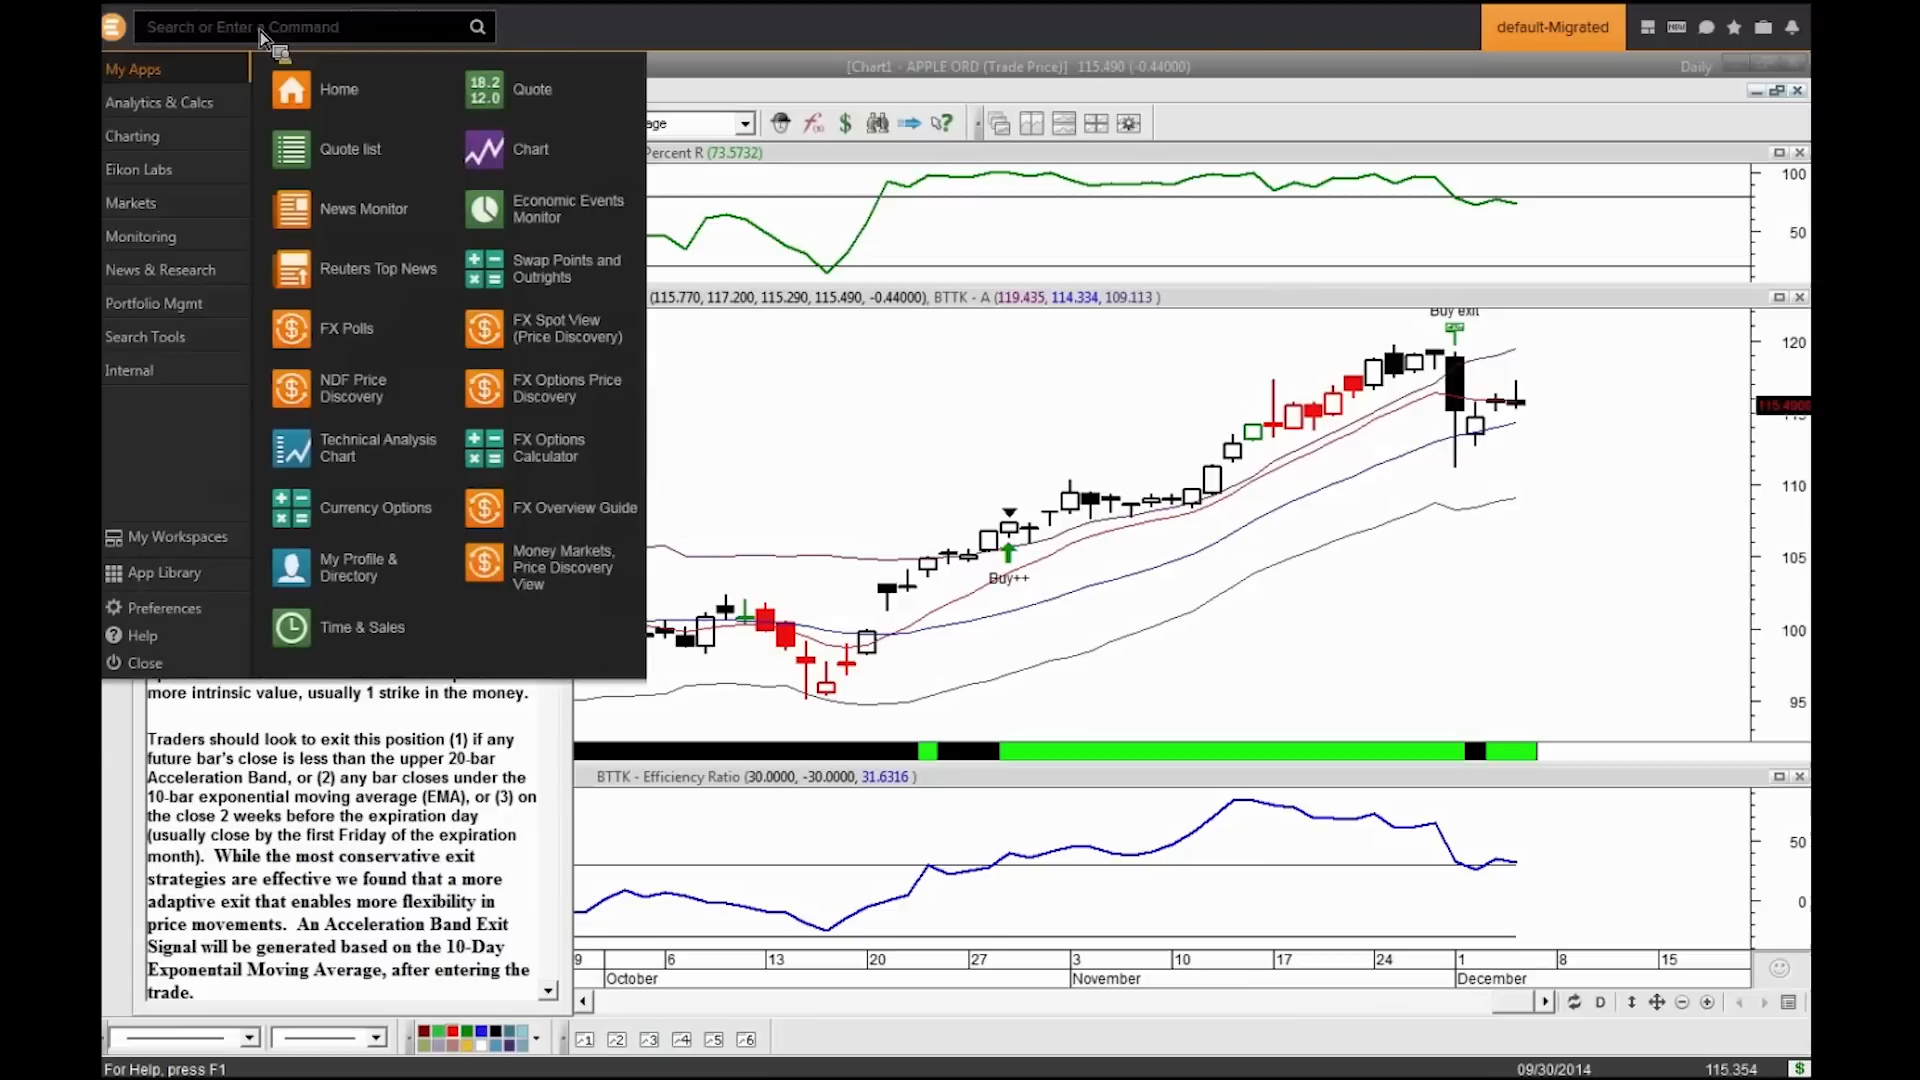 Search or Enter a Command
default-Migrated
NEW
My Apps
Analytics & Calcs
Charting
Eikon Labs
Markets
Monitoring
News & Research
Portfolio Mgmt
Search Tools
Internal
My Workspaces
App Library
Preferences
Help
Close
Home
18.2
12.0
Quote
Quote list
Chart
News Monitor
Economic Events
Monitor
Reuters Top News
Swap Points and
Outrights
FX Polls
FX Spot View
(Price Discovery)
NDF Price
Discovery
FX Options Price
Discovery
Technical Analysis
Chart
FX Options
Calculator
Currency Options
FX Overview Guide
My Profile &
Directory
Money Markets,
Price Discovery
View
Time & Sales
[Chart1 - APPLE ORD (Trade Price)] 115.490 (-0.44000)
Daily
age
Percent R (73.5732)
100
50
(115.770, 117.200, 115.290, 115.490, -0.44000), BTTK - A (119.435, 114.334, 109.113 )
Buy exit
EXIT
120
110
105
100
95
Buy++
BTTK - Efficiency Ratio (30.0000, -30.0000, 31.6316 )
50
0
9 6 13 20 27 3 10 17 24 1 8 15
October November December
more intrinsic value, usually 1 strike in the money.
Traders should look to exit this position (1) if any
future bar's close is less than the upper 20-bar
Acceleration Band, or (2) any bar closes under the
10-bar exponential moving average (EMA), or (3) on
the close 2 weeks before the expiration day
(usually close by the first Friday of the expiration
month). While the most conservative exit
strategies are effective we found that a more
adaptive exit that enables more flexibility in
price movements. An Acceleration Band Exit
Signal will be generated based on the 10-Day
Exponentail Moving Average, after entering the
trade.
D
1 2 3 4 5 6
For Help, press F1
09/30/2014
115.354
$